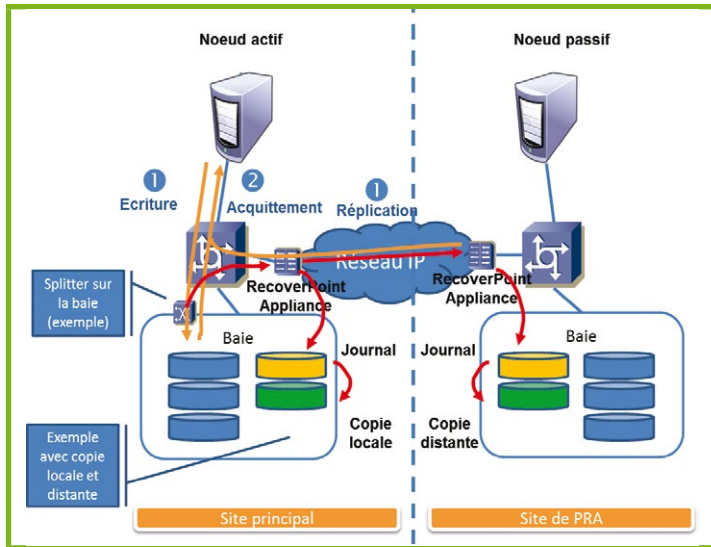 Noeud actif
Noeud passif
1
2
1
Ecriture
Acquittement
Réplication
Réseau IP
Splitter sur
la baie
(exemple)
RecoverPoint
Appliance
RecoverPoint
Appliance
Baie
Baie
Journal
Journal
Copie
locale
Copie
distante
Exemple
avec copie
locale et
distante
Site principal
Site de PRA